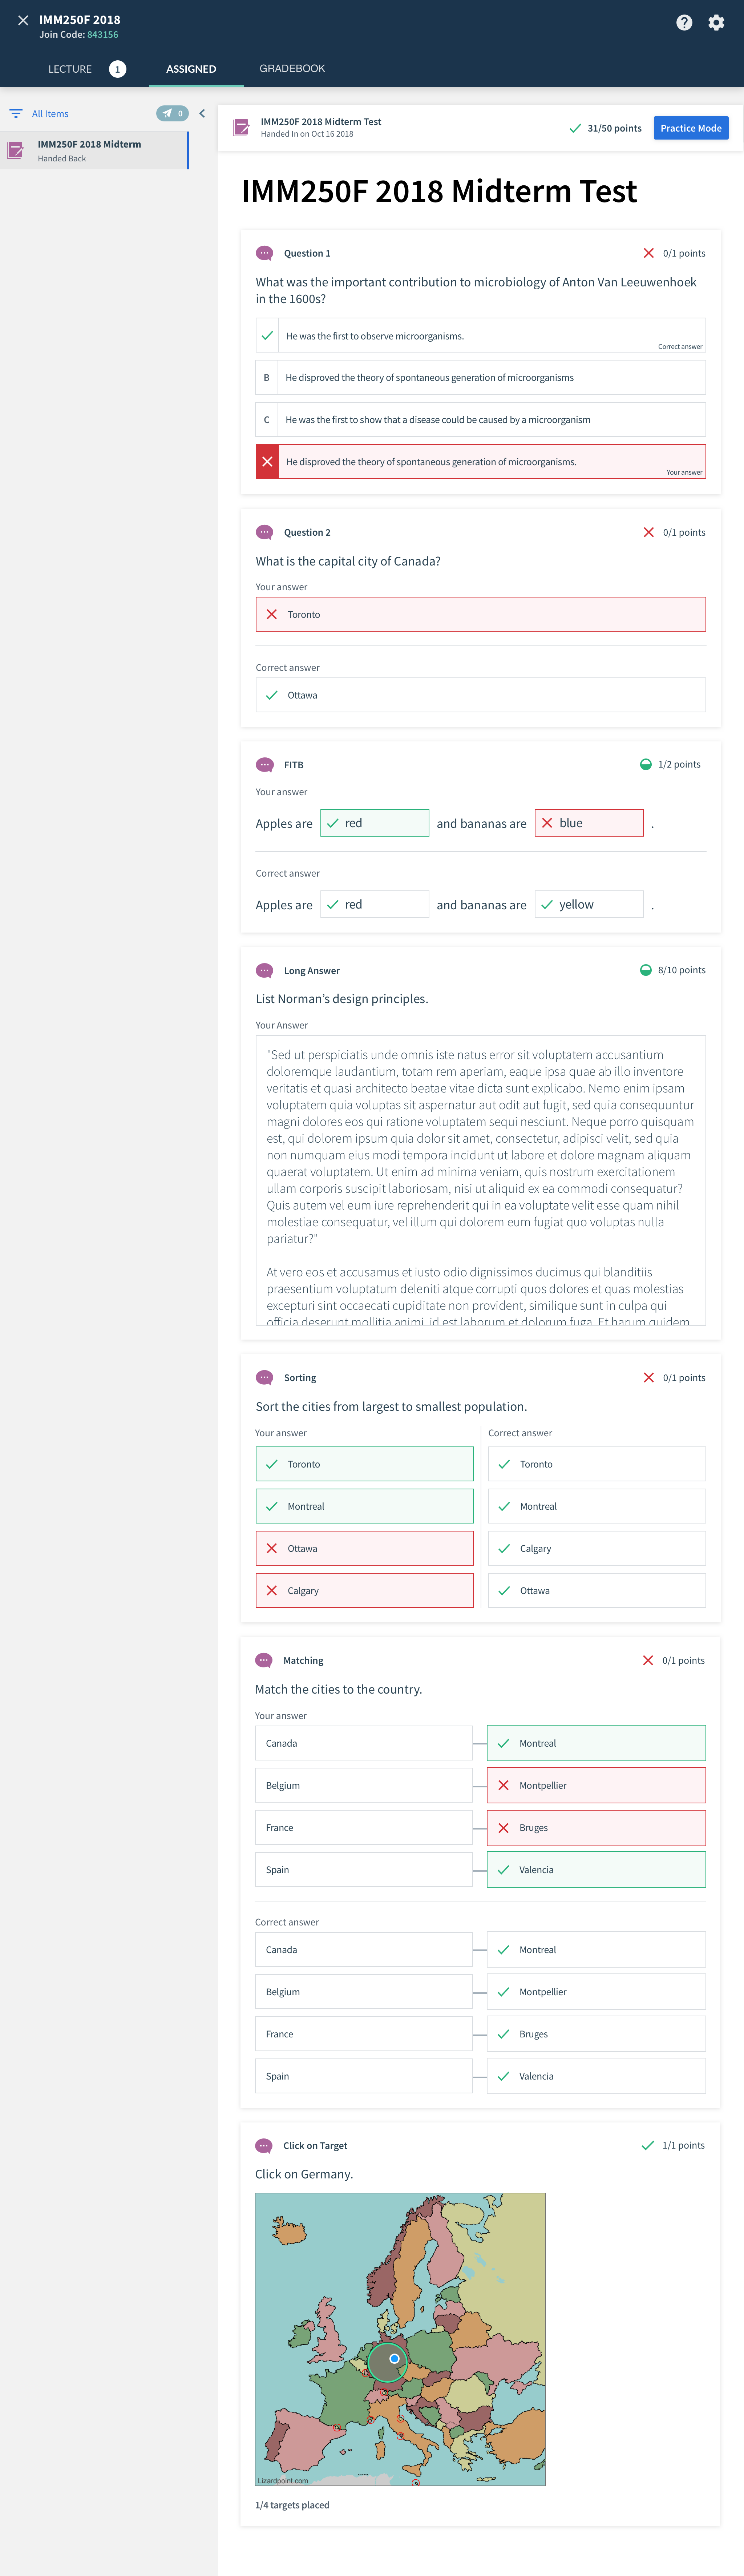 IMM250F 2018
Join Code: 843156
LECTURE 1 ASSIGNED GRADEBOOK
All Items 0
IMM250F 2018 Midterm
Handed Back
IMM250F 2018 Midterm Test
Handed In on Oct 16 2018
31/50 points
Practice Mode
IMM250F 2018 Midterm Test
Question 1 0/1 points
What was the important contribution to microbiology of Anton Van Leeuwenhoek
in the 1600s?
He was the first to observe microorganisms.
Correct answer
B He disproved the theory of spontaneous generation of microorganisms
C He was the first to show that a disease could be caused by a microorganism
He disproved the theory of spontaneous generation of microorganisms.
Your answer
Question 2 0/1 points
What is the capital city of Canada?
Your answer
Toronto
Correct answer
Ottawa
FITB 1/2 points
Your answer
Apples are red and bananas are blue .
Correct answer
Apples are red and bananas are yellow .
Long Answer 8/10 points
List Norman’s design principles.
Your Answer
"Sed ut perspiciatis unde omnis iste natus error sit voluptatem accusantium
doloremque laudantium, totam rem aperiam, eaque ipsa quae ab illo inventore
veritatis et quasi architecto beatae vitae dicta sunt explicabo. Nemo enim ipsam
voluptatem quia voluptas sit aspernatur aut odit aut fugit, sed quia consequuntur
magni dolores eos qui ratione voluptatem sequi nesciunt. Neque porro quisquam
est, qui dolorem ipsum quia dolor sit amet, consectetur, adipisci velit, sed quia
non numquam eius modi tempora incidunt ut labore et dolore magnam aliquam
quaerat voluptatem. Ut enim ad minima veniam, quis nostrum exercitationem
ullam corporis suscipit laboriosam, nisi ut aliquid ex ea commodi consequatur?
Quis autem vel eum iure reprehenderit qui in ea voluptate velit esse quam nihil
molestiae consequatur, vel illum qui dolorem eum fugiat quo voluptas nulla
pariatur?"
At vero eos et accusamus et iusto odio dignissimos ducimus qui blanditiis
praesentium voluptatum deleniti atque corrupti quos dolores et quas molestias
excepturi sint occaecati cupiditate non provident, similique sunt in culpa qui
officia deserunt mollitia animi, id est laborum et dolorum fuga. Et harum quidem
Sorting 0/1 points
Sort the cities from largest to smallest population.
Your answer Correct answer
Toronto Toronto
Montreal Montreal
Ottawa Calgary
Calgary Ottawa
Matching 0/1 points
Match the cities to the country.
Your answer
Canada Montreal
Belgium Montpellier
France Bruges
Spain Valencia
Correct answer
Canada Montreal
Belgium Montpellier
France Bruges
Spain Valencia
Click on Target 1/1 points
Click on Germany.
Lizardpoint.com
1/4 targets placed